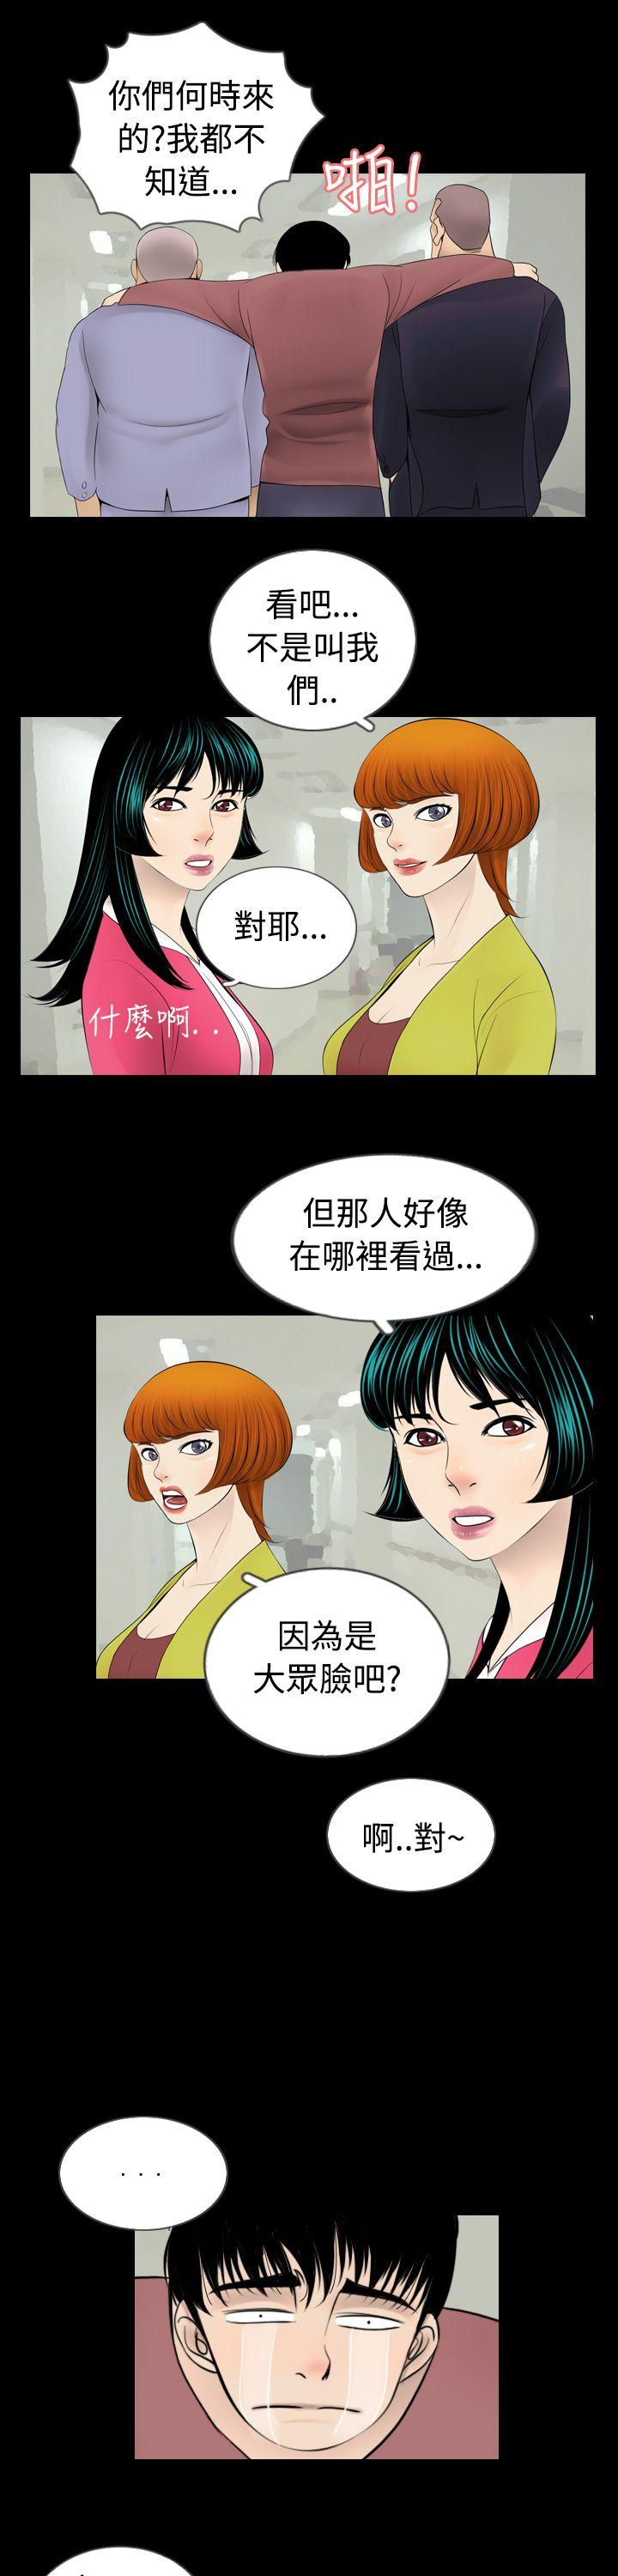 你們何時來
的?我都不
知道...
啪!
看吧...
不是叫我
們..
對耶...
什麼啊..
但那人好像
在哪裡看過...
因為是
大眾臉吧?
啊..對~
...